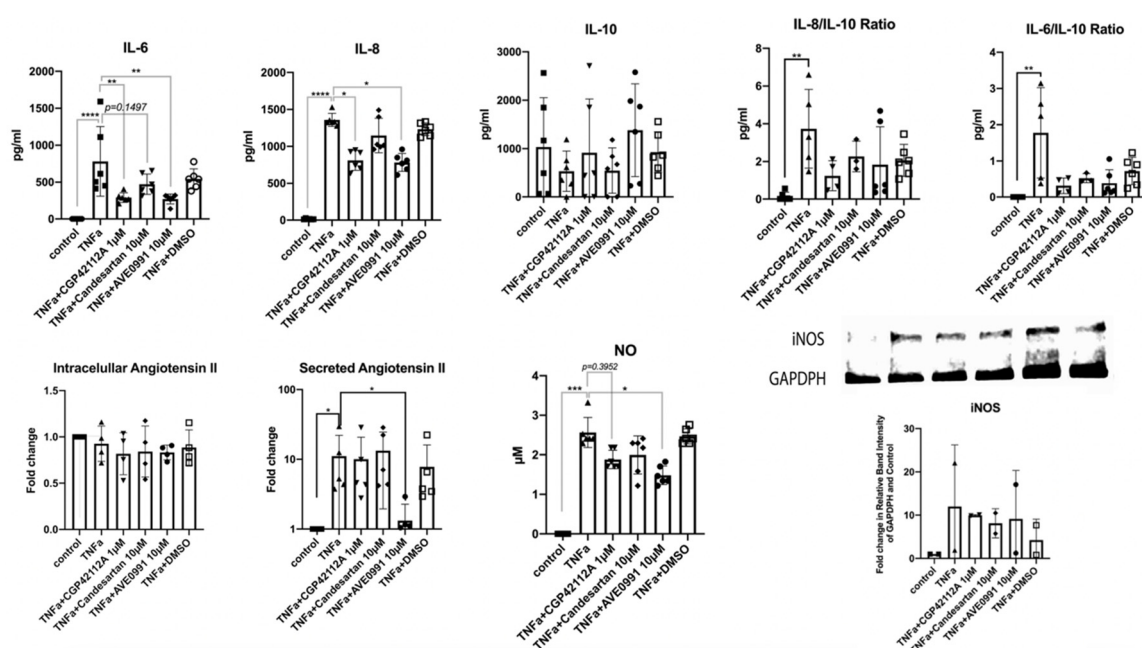 IL-6
2000
1500
1000
500
0
pg/ml
****
**
**
p=0.1497
control
TNFa
TNFa+CGP42112A 1µM
TNFa+Candesartan 10µM
TNFa+AVE0991 10µM
TNFa+DMSO
IL-8
2000
1500
1000
500
0
pg/ml
****
*
*
control
TNFa
TNFa+CGP42112A 1µM
TNFa+Candesartan 10µM
TNFa+AVE0991 10µM
TNFa+DMSO
IL-10
3000
2000
1000
0
pg/ml
control
TNFa
TNFa+CGP42112A 1µM
TNFa+Candesartan 10µM
TNFa+AVE0991 10µM
TNFa+DMSO
IL-8/IL-10 Ratio
8
6
4
2
0
pg/ml
**
control
TNFa
TNFa+CGP42112A 1µM
TNFa+Candesartan 10µM
TNFa+AVE0991 10µM
TNFa+DMSO
IL-6/IL-10 Ratio
4
3
2
1
0
pg/ml
**
control
TNFa
TNFa+CGP42112A 1µM
TNFa+Candesartan 10µM
TNFa+AVE0991 10µM
TNFa+DMSO
Intracelullar Angiotensin II
1.5
1.0
0.5
0.0
Fold change
control
TNFa
TNFa+CGP42112A 1µM
TNFa+Candesartan 10µM
TNFa+AVE0991 10µM
TNFa+DMSO
Secreted Angiotensin II
100
10
1
Fold change
*
*
control
TNFa
TNFa+CGP42112A 1µM
TNFa+Candesartan 10µM
TNFa+AVE0991 10µM
TNFa+DMSO
NO
4
3
2
1
0
µM
***
p=0.3952
*
control
TNFa
TNFa+CGP42112A 1µM
TNFa+Candesartan 10µM
TNFa+AVE0991 10µM
TNFa+DMSO
iNOS
GAPDPH
iNOS
30
20
10
0
Fold change in Relative Band Intensity
of GAPDPH and Control
control
TNFa
TNFa+CGP42112A 1µM
TNFa+Candesartan 10µM
TNFa+AVE0991 10µM
TNFa+DMSO